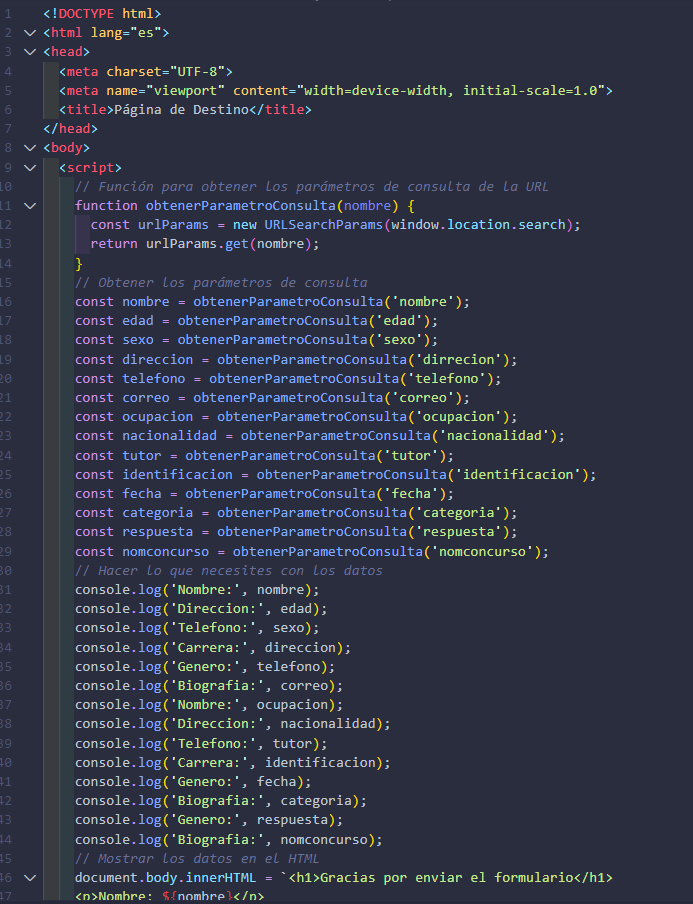 1 <!DOCTYPE html>
2 <html lang="es">
3 <head>
4 <meta charset="UTF-8">
5 <meta name="viewport" content="width=device-width, initial-scale=1.0">
6 <title>Página de Destino</title>
7 </head>
8 <body>
9 <script>
10 // Función para obtener los parámetros de consulta de la URL
11 function obtenerParametroConsulta(nombre) {
12 const urlParams = new URLSearchParams(window.location.search);
13 return urlParams.get(nombre);
14 }
15 // Obtener los parámetros de consulta
16 const nombre = obtenerParametroConsulta('nombre');
17 const edad = obtenerParametroConsulta('edad');
18 const sexo = obtenerParametroConsulta('sexo');
19 const direccion = obtenerParametroConsulta('dirrecion');
20 const telefono = obtenerParametroConsulta('telefono');
21 const correo = obtenerParametroConsulta('correo');
22 const ocupacion = obtenerParametroConsulta('ocupacion');
23 const nacionalidad = obtenerParametroConsulta('nacionalidad');
24 const tutor = obtenerParametroConsulta('tutor');
25 const identificacion = obtenerParametroConsulta('identificacion');
26 const fecha = obtenerParametroConsulta('fecha');
27 const categoria = obtenerParametroConsulta('categoria');
28 const respuesta = obtenerParametroConsulta('respuesta');
29 const nomconcurso = obtenerParametroConsulta('nomconcurso');
30 // Hacer lo que necesites con los datos
31 console.log('Nombre:', nombre);
32 console.log('Direccion:', edad);
33 console.log('Telefono:', sexo);
34 console.log('Carrera:', direccion);
35 console.log('Genero:', telefono);
36 console.log('Biografia:', correo);
37 console.log('Nombre:', ocupacion);
38 console.log('Direccion:', nacionalidad);
39 console.log('Telefono:', tutor);
40 console.log('Carrera:', identificacion);
41 console.log('Genero:', fecha);
42 console.log('Biografia:', categoria);
43 console.log('Genero:', respuesta);
44 console.log('Biografia:', nomconcurso);
45 // Mostrar los datos en el HTML
46 document.body.innerHTML = `<h1>Gracias por enviar el formulario</h1>
47 <p>Nombre: ${nombre}</p>